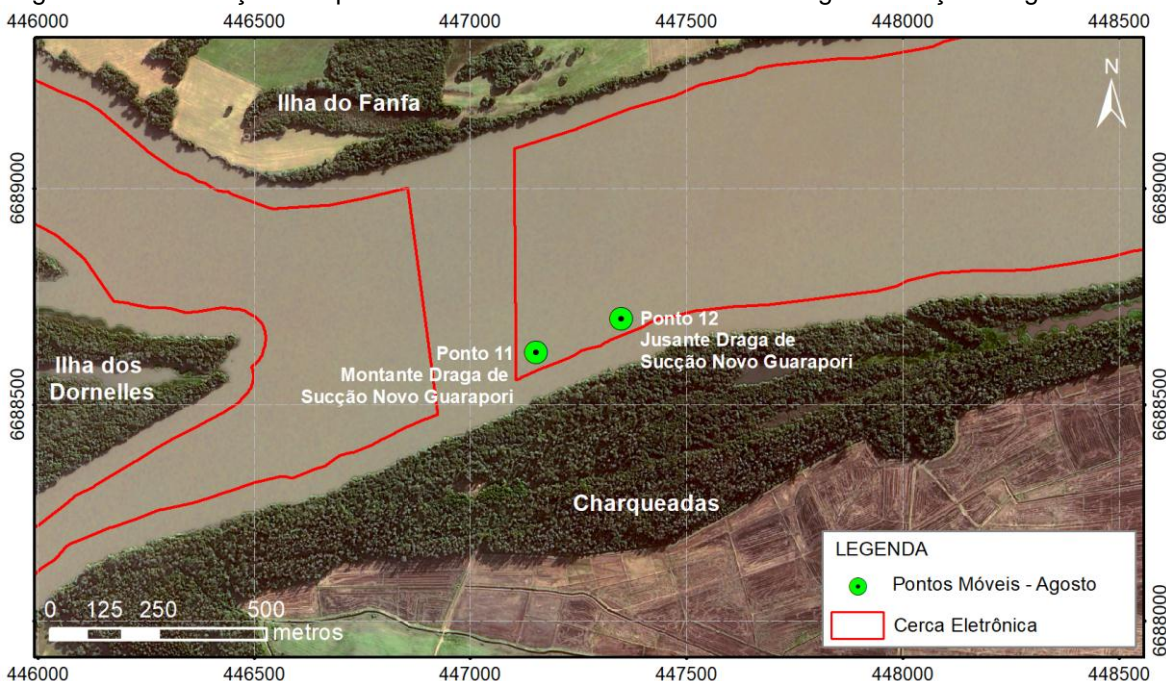 446000 446500 447000 447500 448000 448500
N
Ilha do Fanfa
6689000 6689000
Ponto 12
Jusante Draga de
Sucção Novo Guarapori
Ponto 11
Montante Draga de
Sucção Novo Guarapori
Ilha dos
Dornelles
6688500 6688500
Charqueadas
LEGENDA
Pontos Móveis - Agosto
Cerca Eletrônica
0 125 250 500
metros
6688000
446000 446500 447000 447500 448000 448500